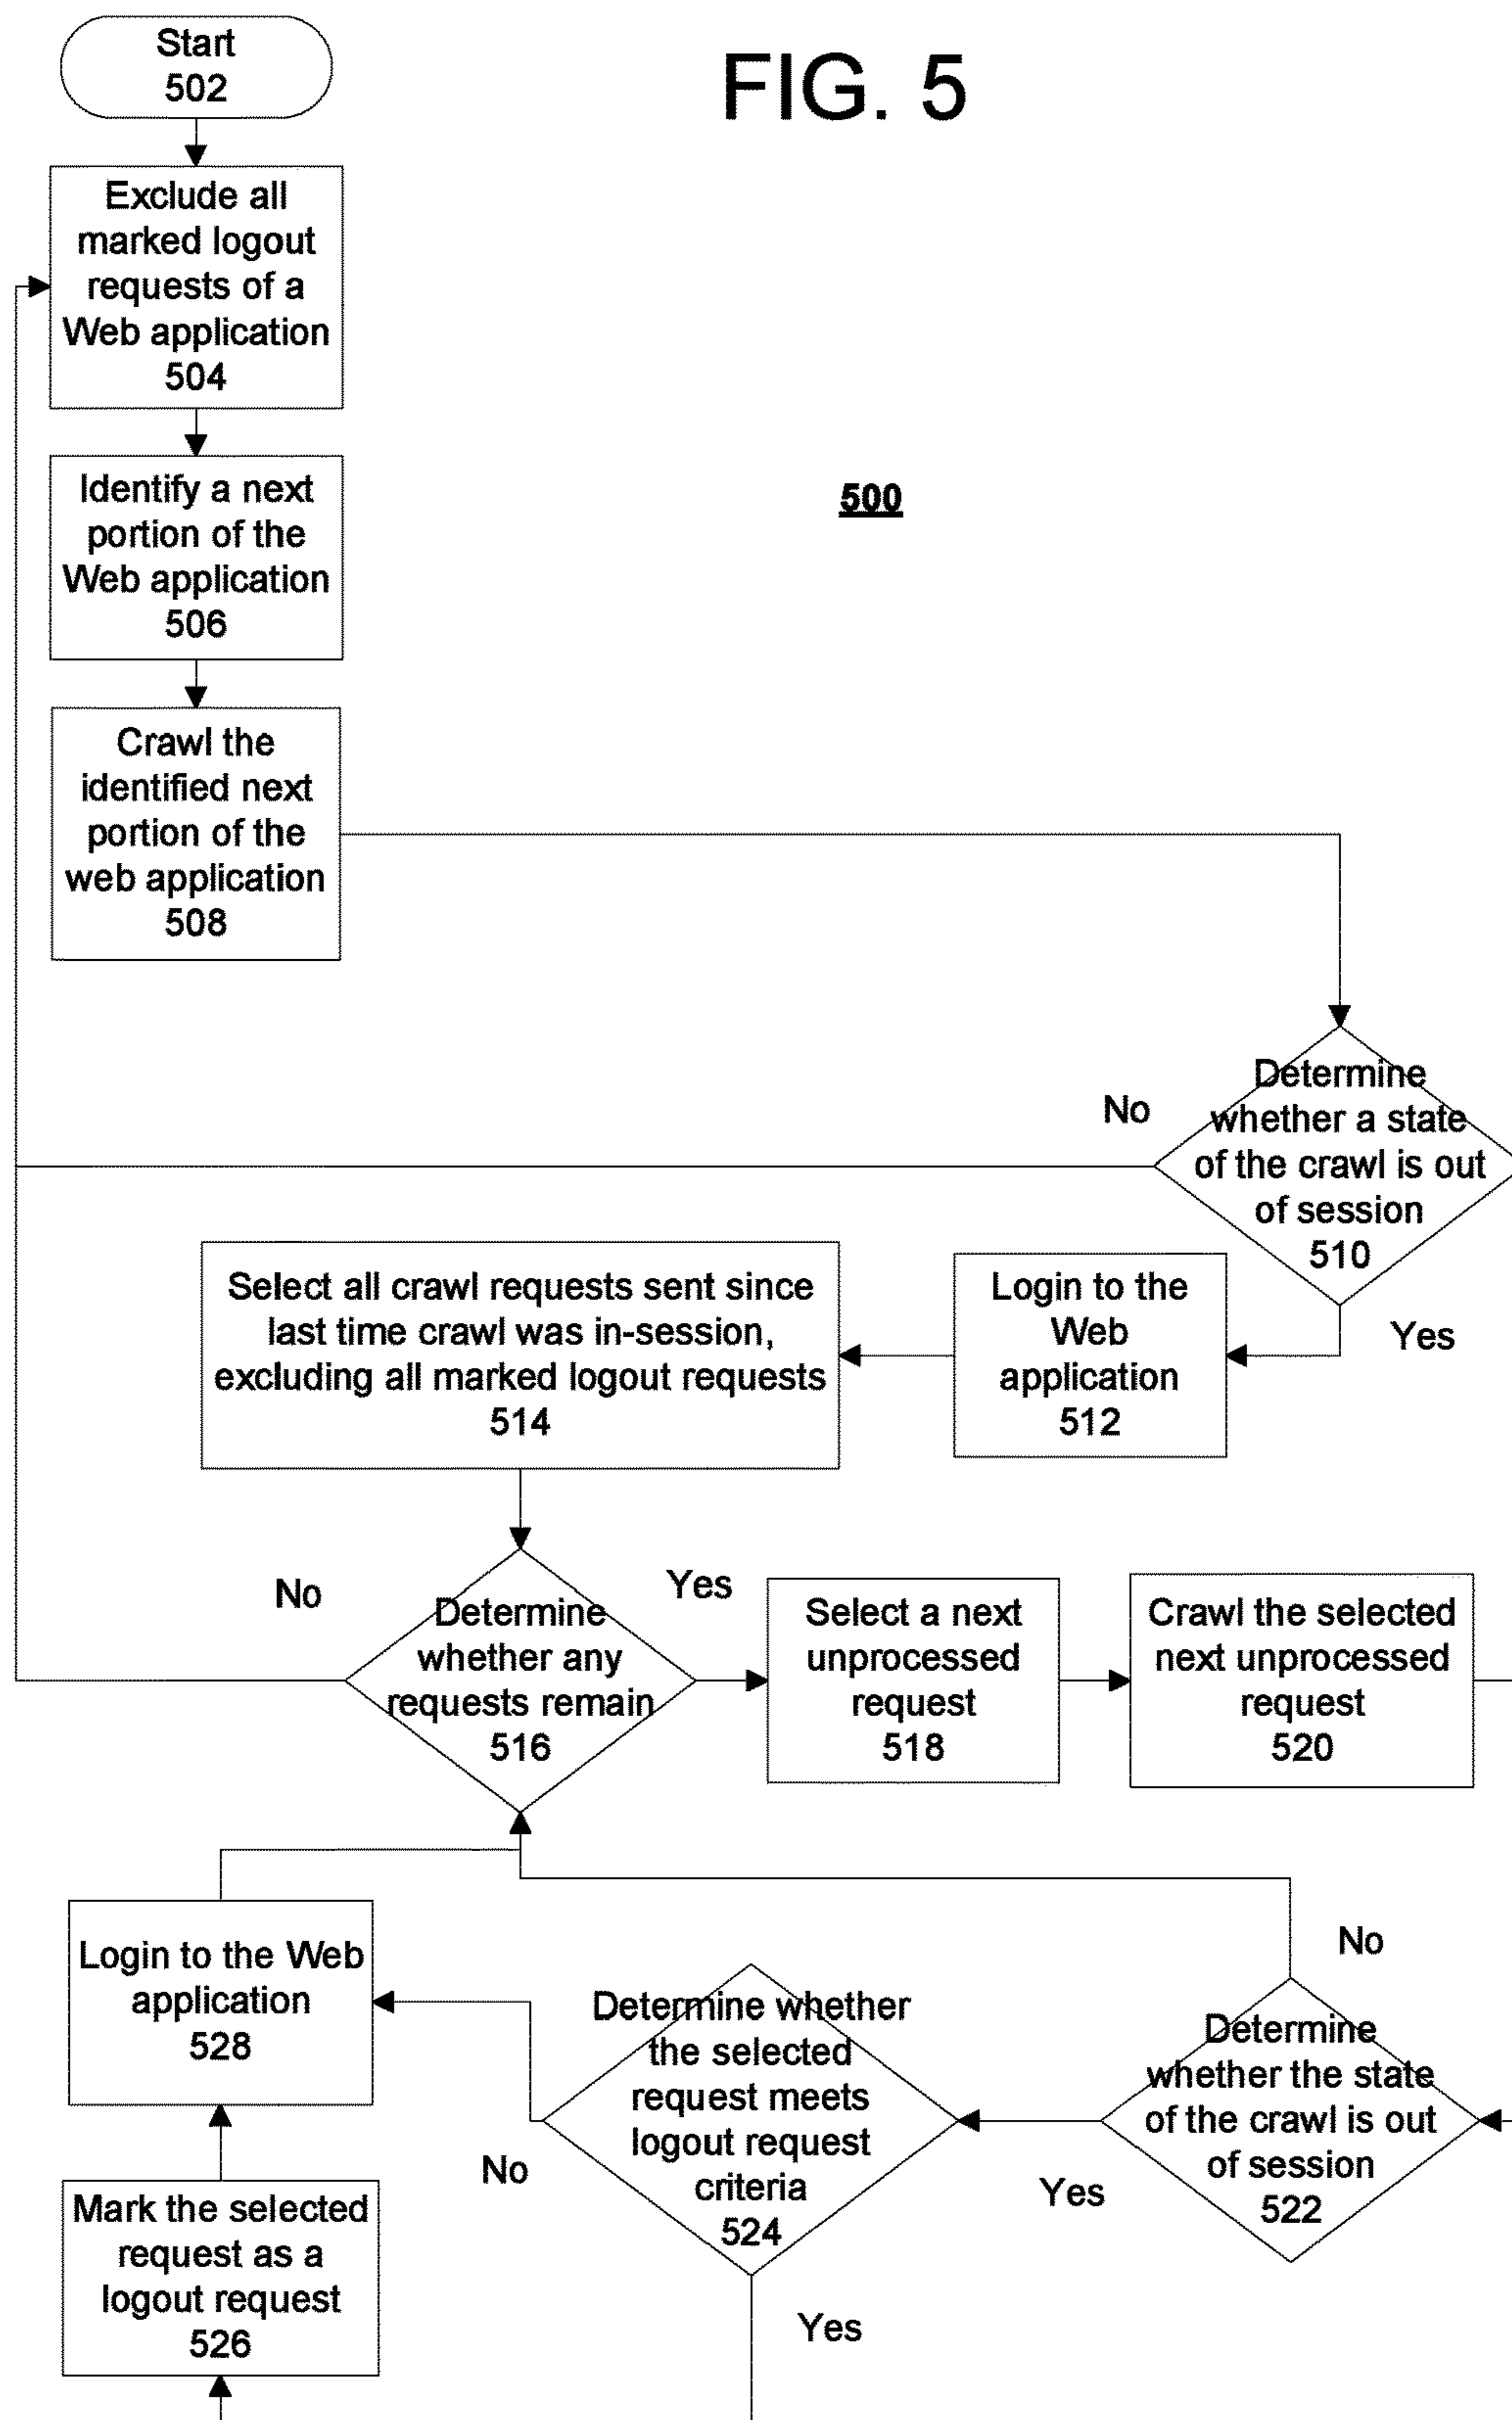 Start
502
FIG. 5
Exclude all
marked logout
requests of a
Web application
504
Identify a next
portion of the
Web application
506
500
Crawl the
identified next
portion of the
web application
508
Determine
whether a state
of the crawl is out
of session
510
No
Yes
Login to the
Web
application
512
Select all crawl requests sent since
last time crawl was in-session,
excluding all marked logout requests
514
No
Determine
whether any
requests remain
516
Yes
Select a next
unprocessed
request
518
Crawl the selected
next unprocessed
request
520
No
Determine
whether the state
of the crawl is out
of session
522
Yes
Determine whether
the selected
request meets
logout request
criteria
524
No
Yes
Login to the Web
application
528
Mark the selected
request as a
logout request
526